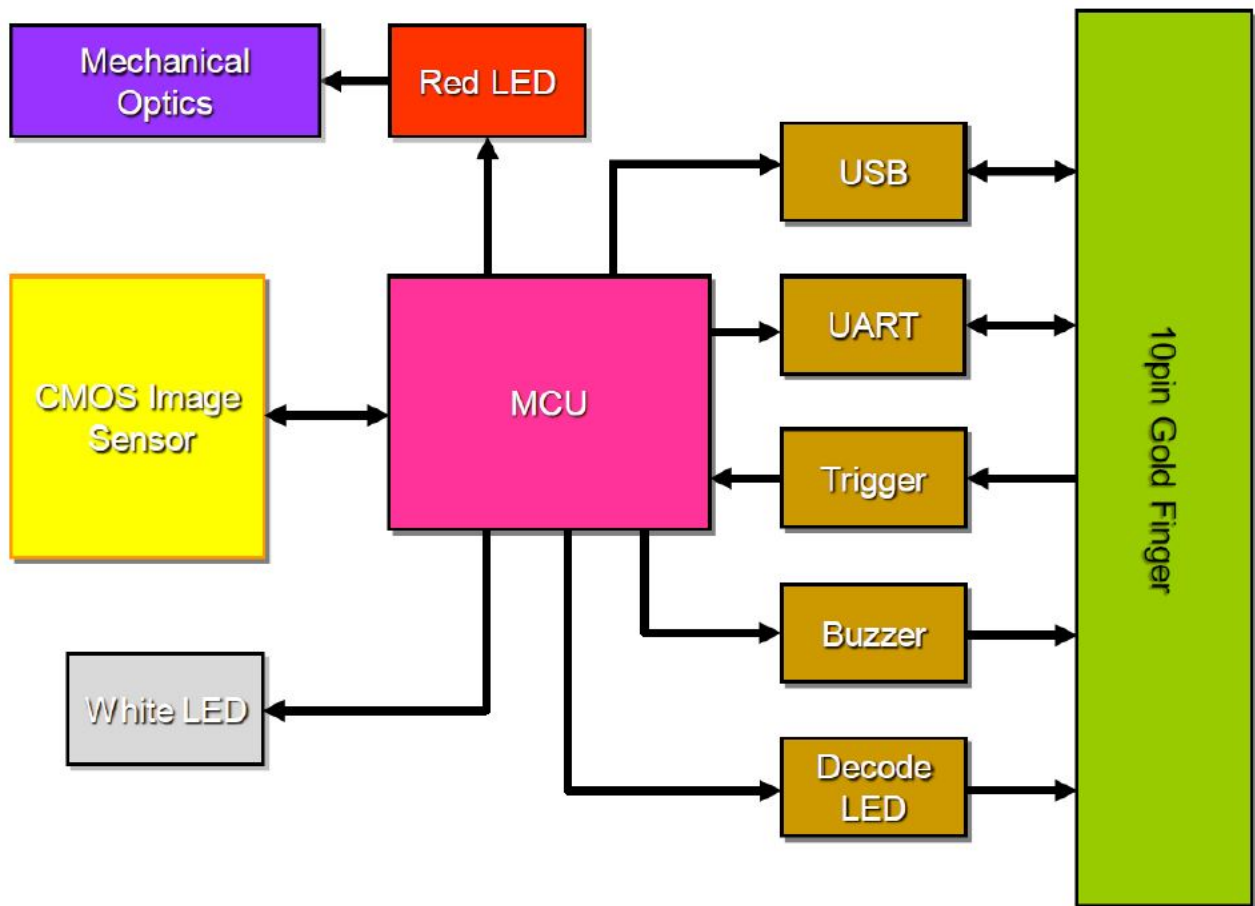 Mechanical
Optics
Red LED
USB
CMOS Image
Sensor
MCU
UART
Trigger
10pin Gold Finger
Buzzer
White LED
Decode
LED